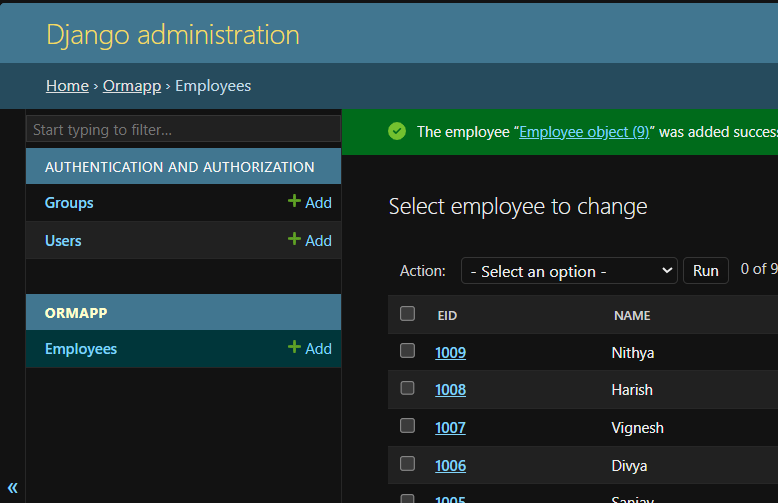 Django administration
Home › Ormapp › Employees
Start typing to filter...
AUTHENTICATION AND AUTHORIZATION
Groups + Add
Users + Add
ORMAPP
Employees + Add
«
The employee “Employee object (9)” was added
Select employee to change
Action: - Select an option - Run 0 of 9
EID NAME
1009 Nithya
1008 Harish
1007 Vignesh
1006 Divya
1005 Sanjay